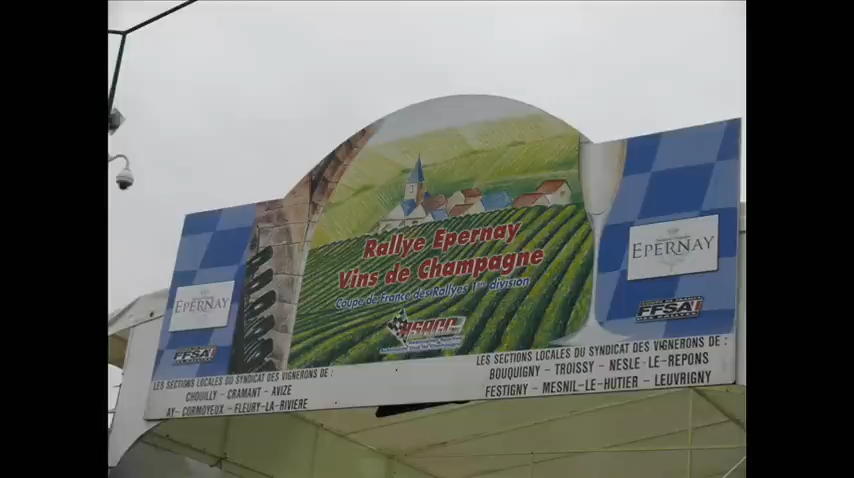 Rallye Epernay
Vins de Champagne
Coupe de France des Rallyes 1ère division
ASACC
EPERNAY
EPERNAY
FFSA
FFSA
LES SECTIONS LOCALES DU SYNDICAT DES VIGNERONS DE :
CHOUILLY - CRAMANT - AVIZE
AY- CORMOYEUX - FLEURY-LA-RIVIERE
LES SECTIONS LOCALES DU SYNDICAT DES VIGNERONS DE :
BOUQUIGNY - TROISSY - NESLE-LE-REPONS
FESTIGNY - MESNIL-LE-HUTIER - LEUVRIGNY